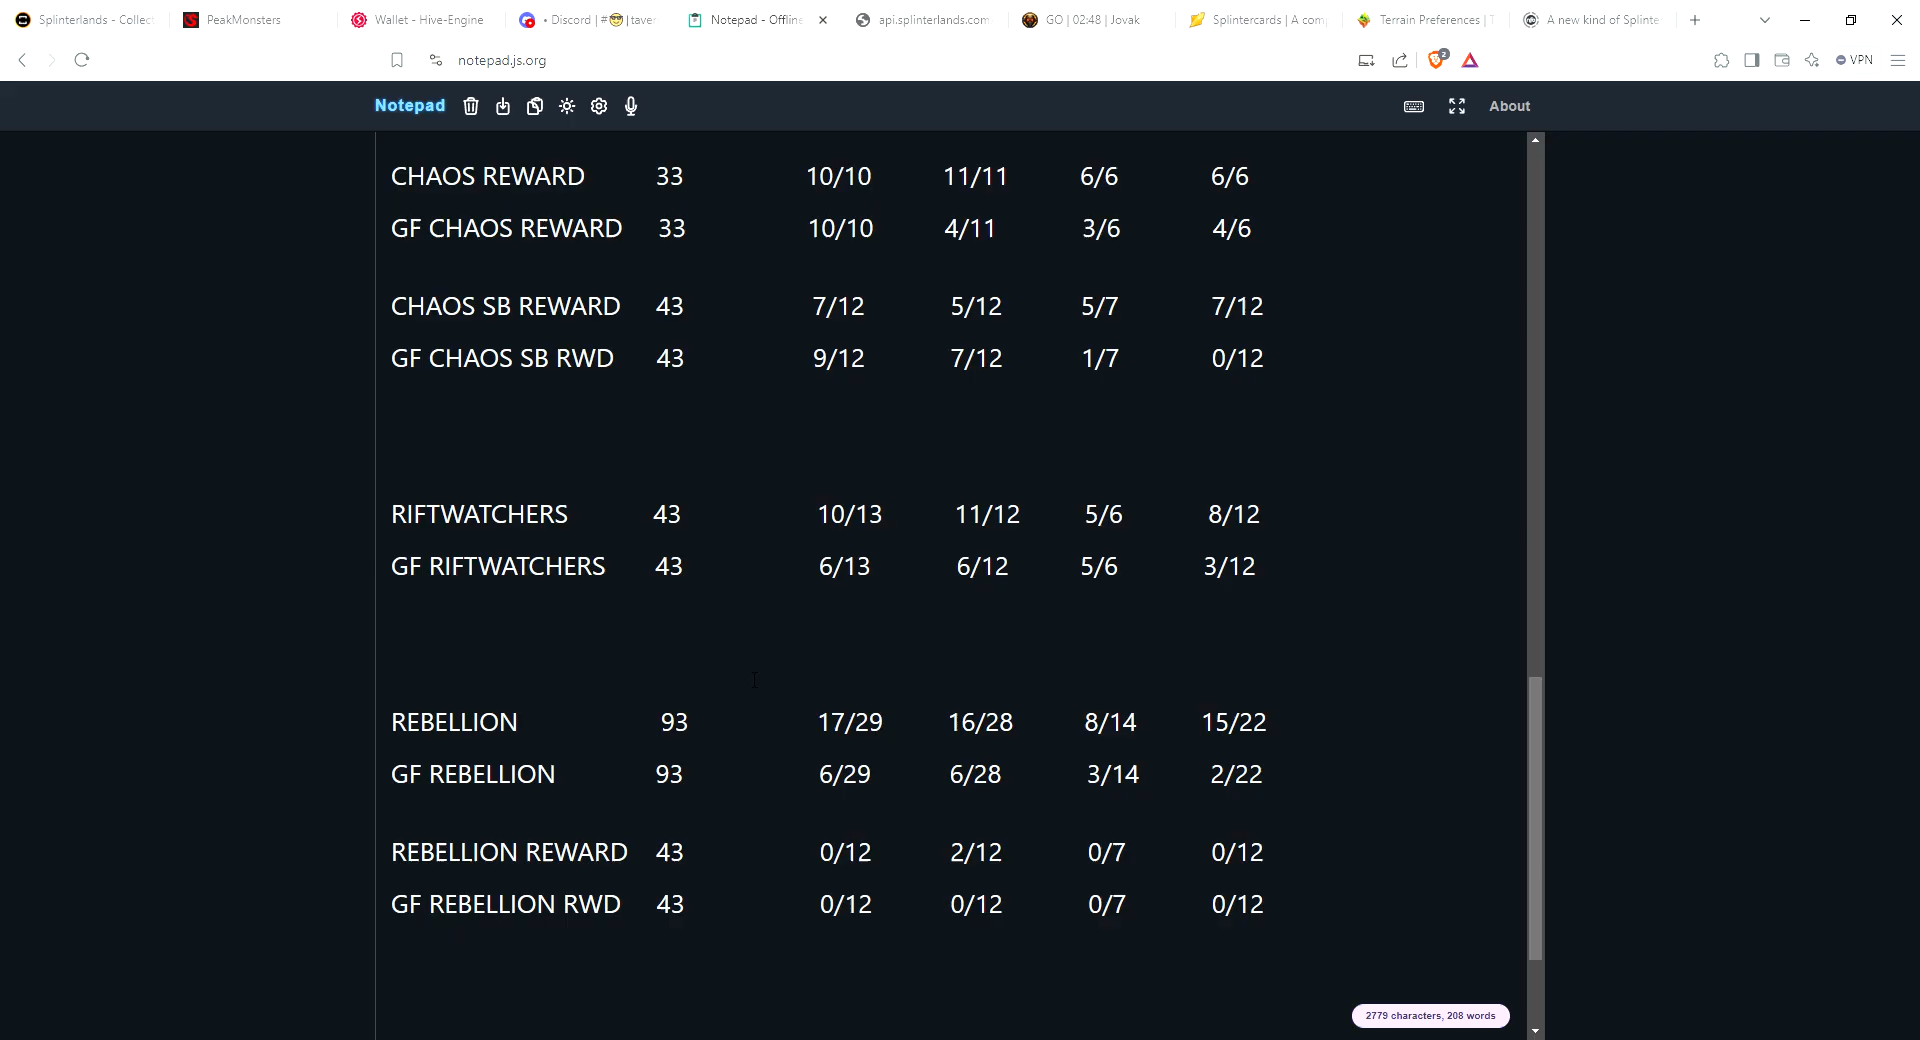 Splinterlands - Collect
PeakMonsters
Wallet - Hive-Engine
• Discord | #😎|taver
Notepad - Offline
api.splinterlands.com
GO | 02:48 | Jovak
Splintercards | A com
Terrain Preferences | T
A new kind of Splinte
notepad.js.org
2
VPN
Notepad
About
CHAOS REWARD 33 10/10 11/11 6/6 6/6
GF CHAOS REWARD 33 10/10 4/11 3/6 4/6
CHAOS SB REWARD 43 7/12 5/12 5/7 7/12
GF CHAOS SB RWD 43 9/12 7/12 1/7 0/12
RIFTWATCHERS 43 10/13 11/12 5/6 8/12
GF RIFTWATCHERS 43 6/13 6/12 5/6 3/12
REBELLION 93 17/29 16/28 8/14 15/22
GF REBELLION 93 6/29 6/28 3/14 2/22
REBELLION REWARD 43 0/12 2/12 0/7 0/12
GF REBELLION RWD 43 0/12 0/12 0/7 0/12
2779 characters, 208 words